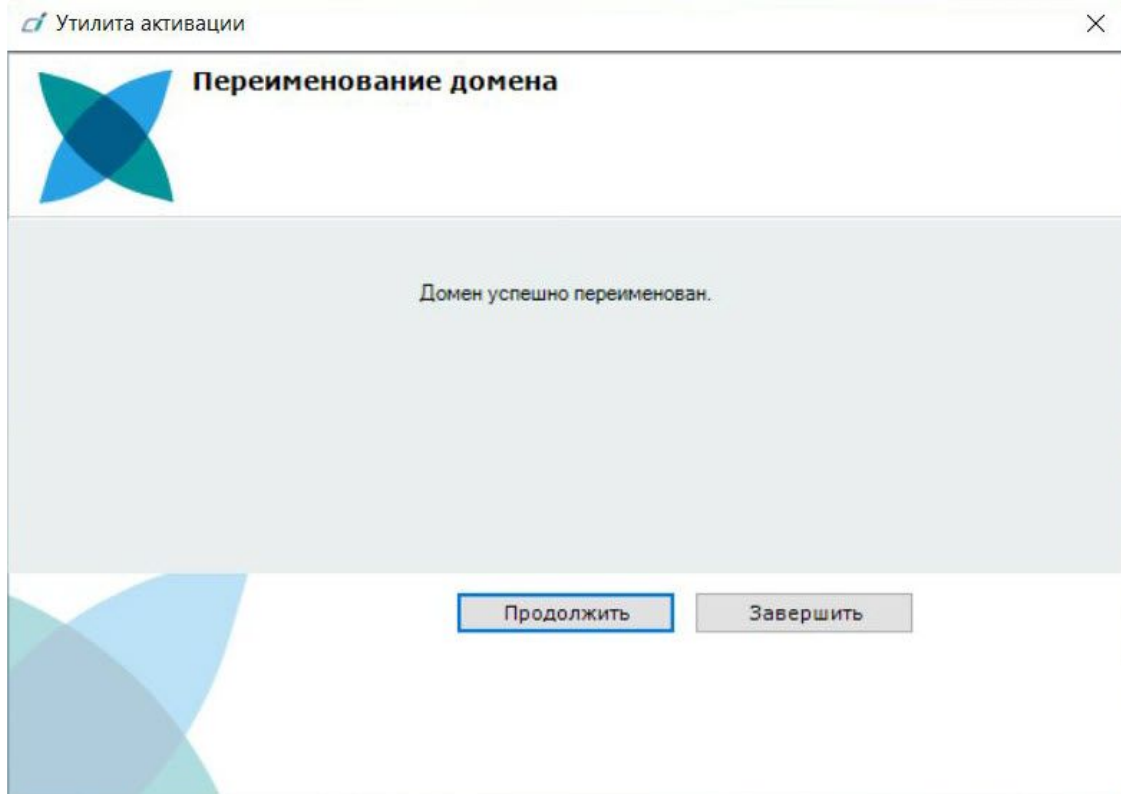 Утилита активации
Переименование домена
Домен успешно переименован.
Продолжить
Завершить